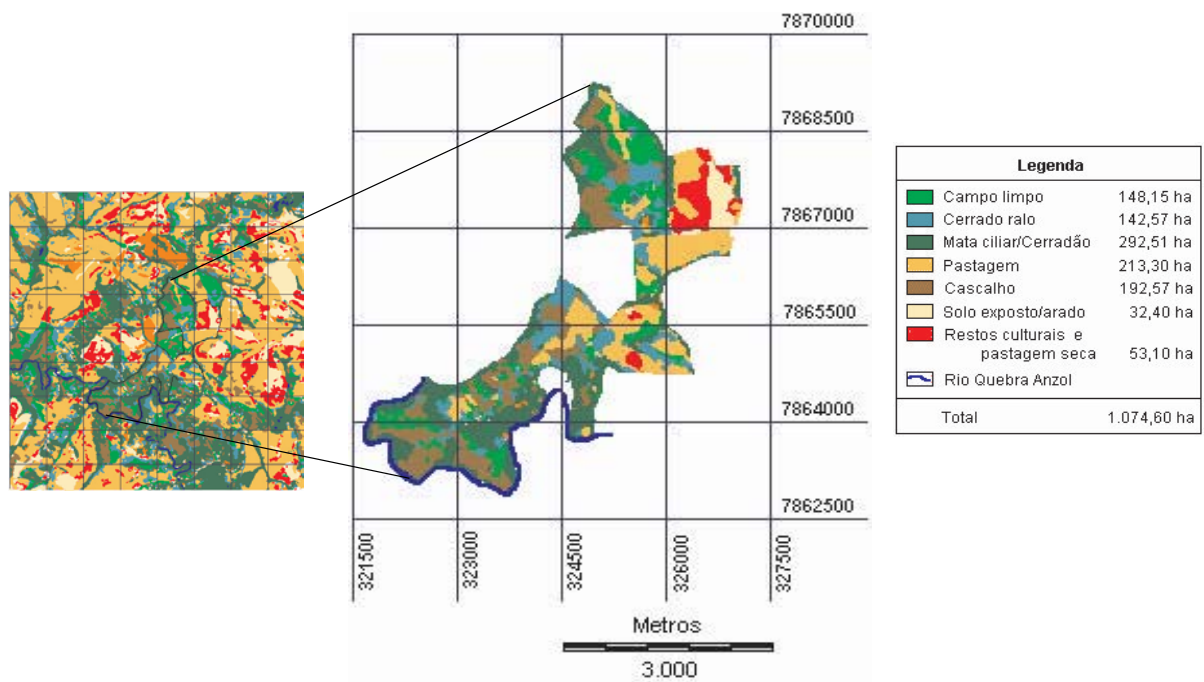 7870000
7868500
7867000
7865500
7864000
7862500
321500
323000
324500
326000
327500
Metros
3.000
Legenda
Campo limpo 148,15 ha
Cerrado ralo 142,57 ha
Mata ciliar/Cerradão 292,51 ha
Pastagem 213,30 ha
Cascalho 192,57 ha
Solo exposto/arado 32,40 ha
Restos culturais e
pastagem seca 53,10 ha
Rio Quebra Anzol
Total 1.074,60 ha